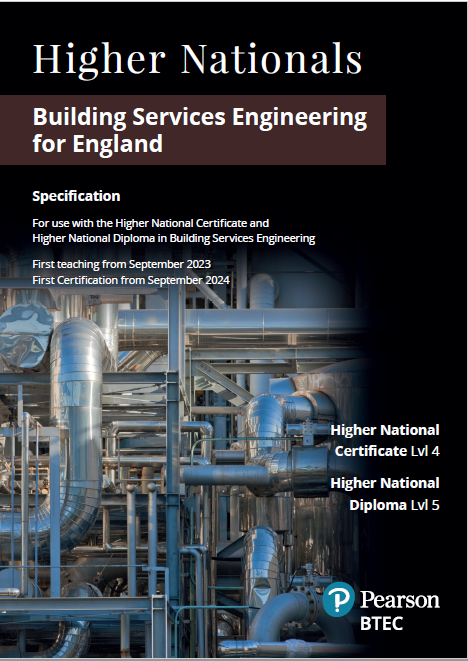 Higher Nationals
Building Services Engineering
for England
Specification
For use with the Higher National Certificate and
Higher National Diploma in Building Services Engineering
First teaching from September 2023
First Certification from September 2024
Higher National
Certificate Lvl 4
Higher National
Diploma Lvl 5
Pearson
BTEC